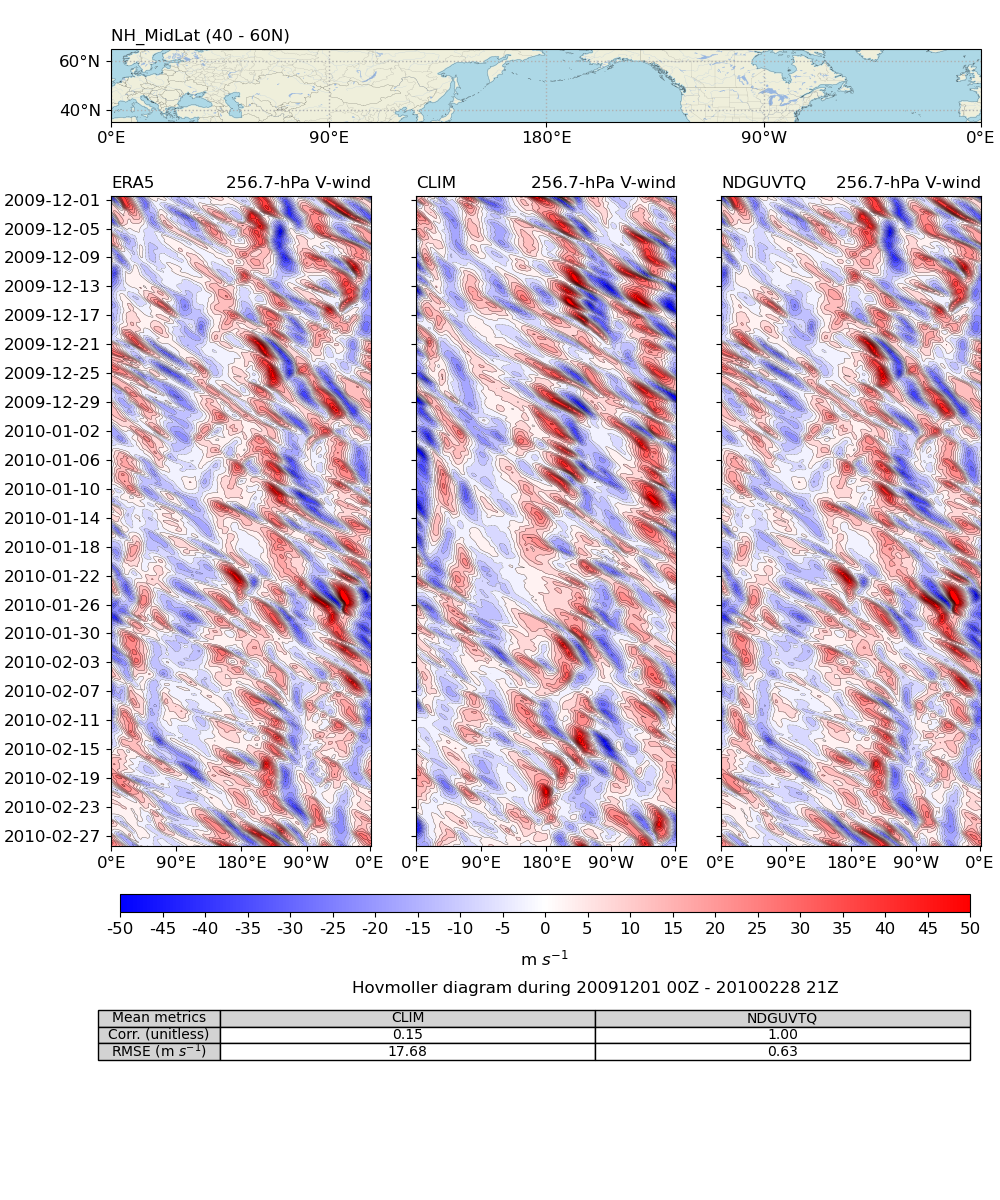 NH_MidLat (40 - 60N)
60°N
40°N
0°E 90°E 180°E 90°W 0°E
ERA5 256.7-hPa V-wind CLIM 256.7-hPa V-wind NDGUVTQ 256.7-hPa V-wind
2009-12-01
2009-12-05
2009-12-09
2009-12-13
2009-12-17
2009-12-21
2009-12-25
2009-12-29
2010-01-02
2010-01-06
2010-01-10
2010-01-14
2010-01-18
2010-01-22
2010-01-26
2010-01-30
2010-02-03
2010-02-07
2010-02-11
2010-02-15
2010-02-19
2010-02-23
2010-02-27
0°E 90°E 180°E 90°W 0°E 0°E 90°E 180°E 90°W 0°E 0°E 90°E 180°E 90°W 0°E
-50 -45 -40 -35 -30 -25 -20 -15 -10 -5 0 5 10 15 20 25 30 35 40 45 50
m s⁻¹
Hovmoller diagram during 20091201 00Z - 20100228 21Z
Mean metrics CLIM NDGUVTQ
Corr. (unitless) 0.15 1.00
RMSE (m s⁻¹) 17.68 0.63